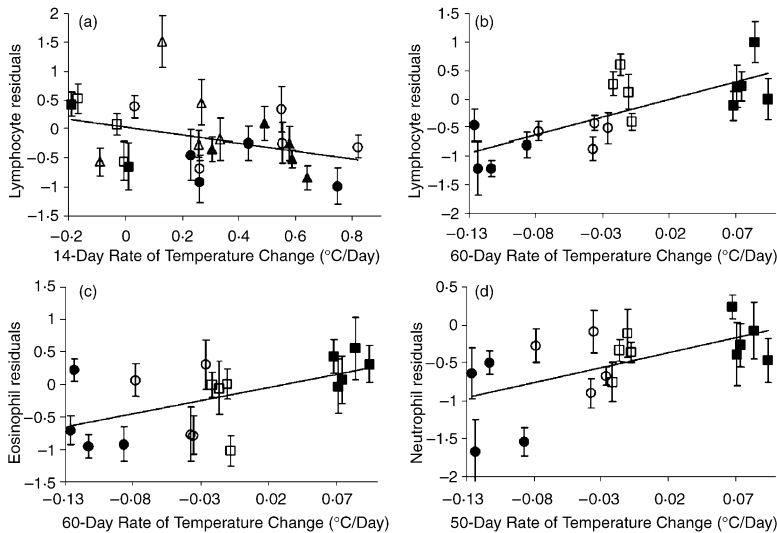 (a)
Lymphocyte residuals
2
1·5
1
0·5
0
−0·5
−1
−1·5
−0·2 0 0·2 0·4 0·6 0·8
14-Day Rate of Temperature Change (°C/Day)
(b)
Lymphocyte residuals
1·5
1
0·5
0
−0·5
−1
−1·5
−2
−0·13 −0·08 −0·03 0·02 0·07
60-Day Rate of Temperature Change (°C/Day)
(c)
Eosinophil residuals
1·5
1
0·5
0
−0·5
−1
−1·5
−0·13 −0·08 −0·03 0·02 0·07
60-Day Rate of Temperature Change (°C/Day)
(d)
Neutrophil residuals
0·5
0
−0·5
−1
−1·5
−2
−0·13 −0·08 −0·03 0·02 0·07
50-Day Rate of Temperature Change (°C/Day)